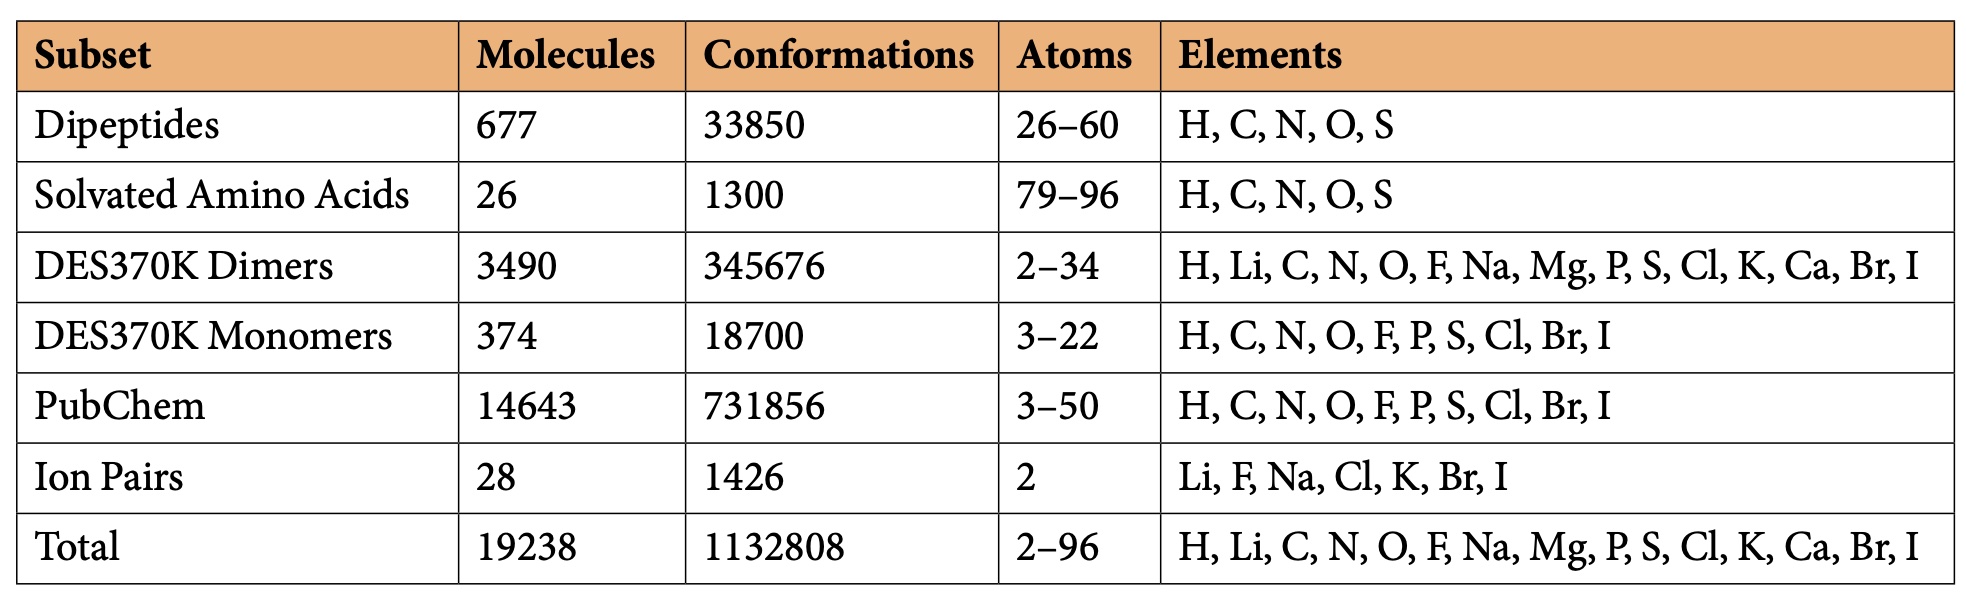 Subset Molecules Conformations Atoms Elements
Dipeptides 677 33850 26–60 H, C, N, O, S
Solvated Amino Acids 26 1300 79–96 H, C, N, O, S
DES370K Dimers 3490 345676 2–34 H, Li, C, N, O, F, Na, Mg, P, S, Cl, K, Ca, Br, I
DES370K Monomers 374 18700 3–22 H, C, N, O, F, P, S, Cl, Br, I
PubChem 14643 731856 3–50 H, C, N, O, F, P, S, Cl, Br, I
Ion Pairs 28 1426 2 Li, F, Na, Cl, K, Br, I
Total 19238 1132808 2–96 H, Li, C, N, O, F, Na, Mg, P, S, Cl, K, Ca, Br, I